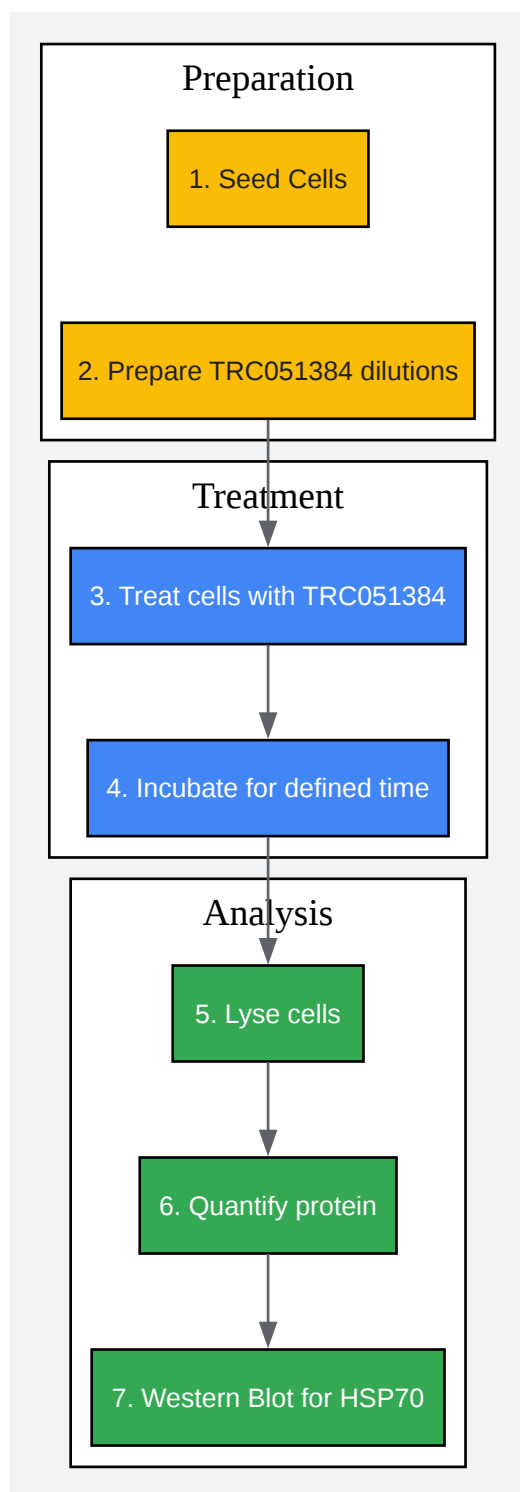 Preparation
1. Seed Cells
2. Prepare TRC051384 dilutions
Treatment
3. Treat cells with TRC051384
4. Incubate for defined time
Analysis
5. Lyse cells
6. Quantify protein
7. Western Blot for HSP70